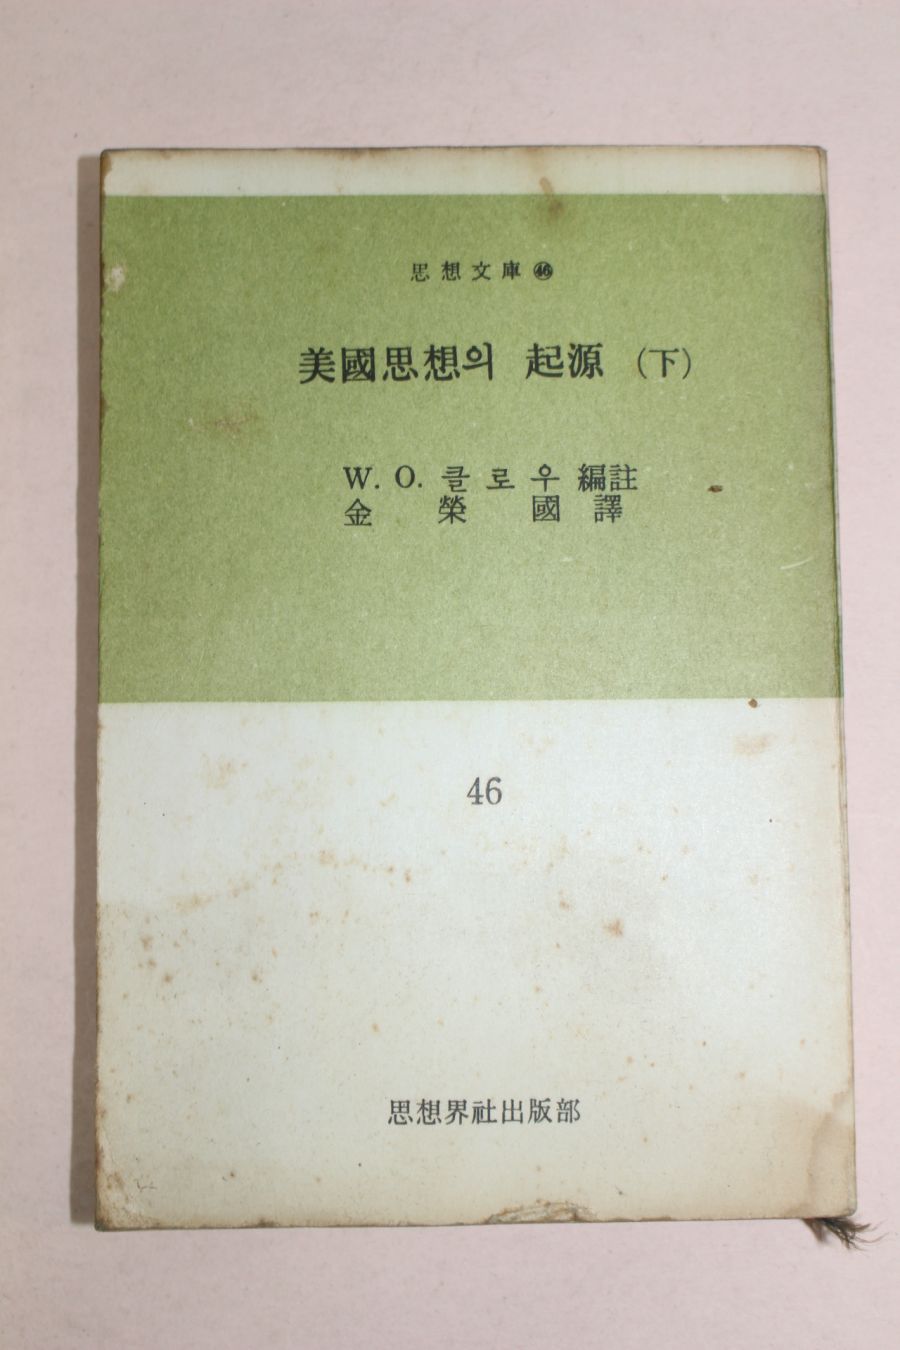 思想文庫 ㊻
美國思想의 起源 (下)
W. O. 클로우 編註
金榮國譯
46
思想界社出版部